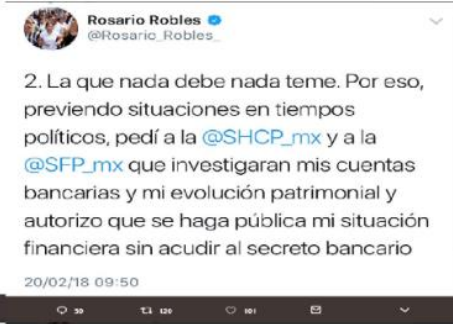 Rosario Robles
@Rosario_Robles_
2. La que nada debe nada teme. Por eso,
previendo situaciones en tiempos
políticos, pedí a la @SHCP_mx y a la
@SFP_mx que investigaran mis cuentas
bancarias y mi evolución patrimonial y
autorizo que se haga pública mi situación
financiera sin acudir al secreto bancario
20/02/18 09:50
30 120 101